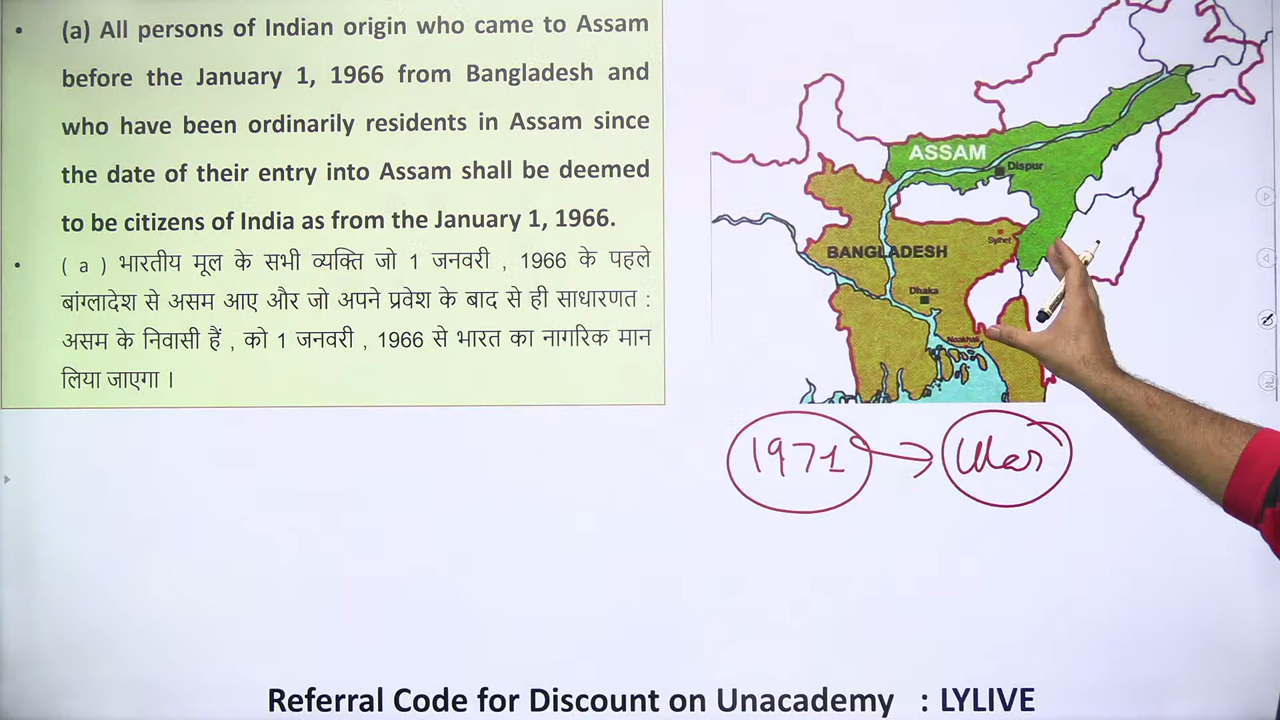 • (a) All persons of Indian origin who came to Assam
before the January 1, 1966 from Bangladesh and
who have been ordinarily residents in Assam since
the date of their entry into Assam shall be deemed
to be citizens of India as from the January 1, 1966.
• ( a ) भारतीय मूल के सभी व्यक्ति जो 1 जनवरी , 1966 के पहले
बांग्लादेश से असम आए और जो अपने प्रवेश के बाद से ही साधारणत :
असम के निवासी हैं , को 1 जनवरी , 1966 से भारत का नागरिक मान
लिया जाएगा ।
ASSAM
Dispur
Sylhet
BANGLADESH
Dhaka
Noakhali
1971 → War
Referral Code for Discount on Unacademy : LYLIVE